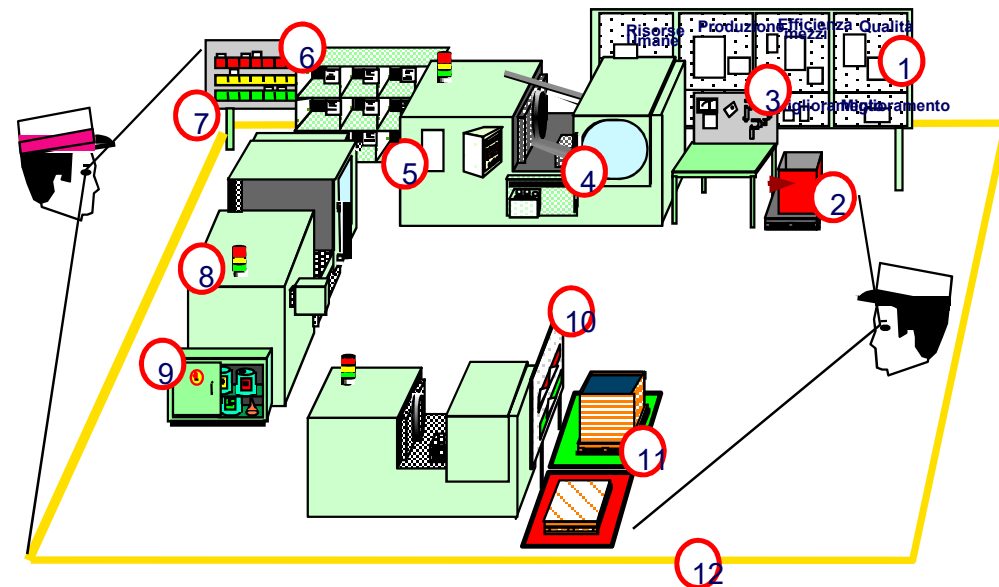 Risorse
Umane
Produzione
Efficienza
mezzi
Qualità
Miglioramento
Miglioramento
1
2
3
4
5
6
7
8
9
10
11
12